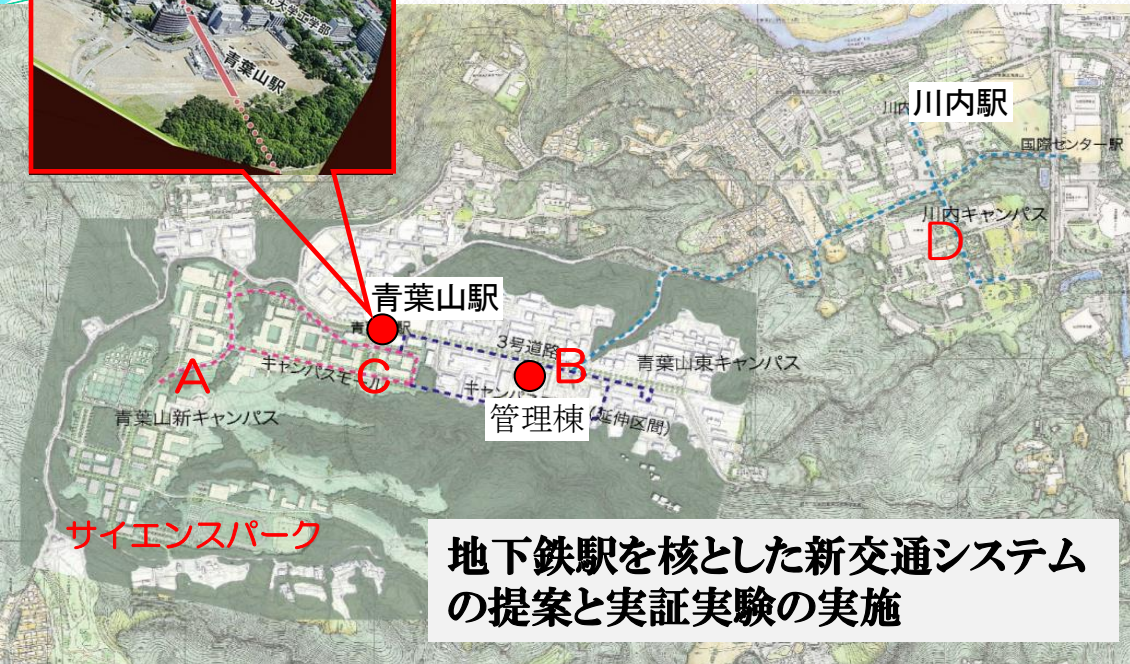 青葉山駅
川内駅
国際センター駅
川内キャンパス
D
青葉山駅
3号道路
B
青葉山東キャンパス
A
キャンパスモール
C
管理棟
(延伸区間)
青葉山新キャンパス
サイエンスパーク
地下鉄駅を核とした新交通システム
の提案と実証実験の実施